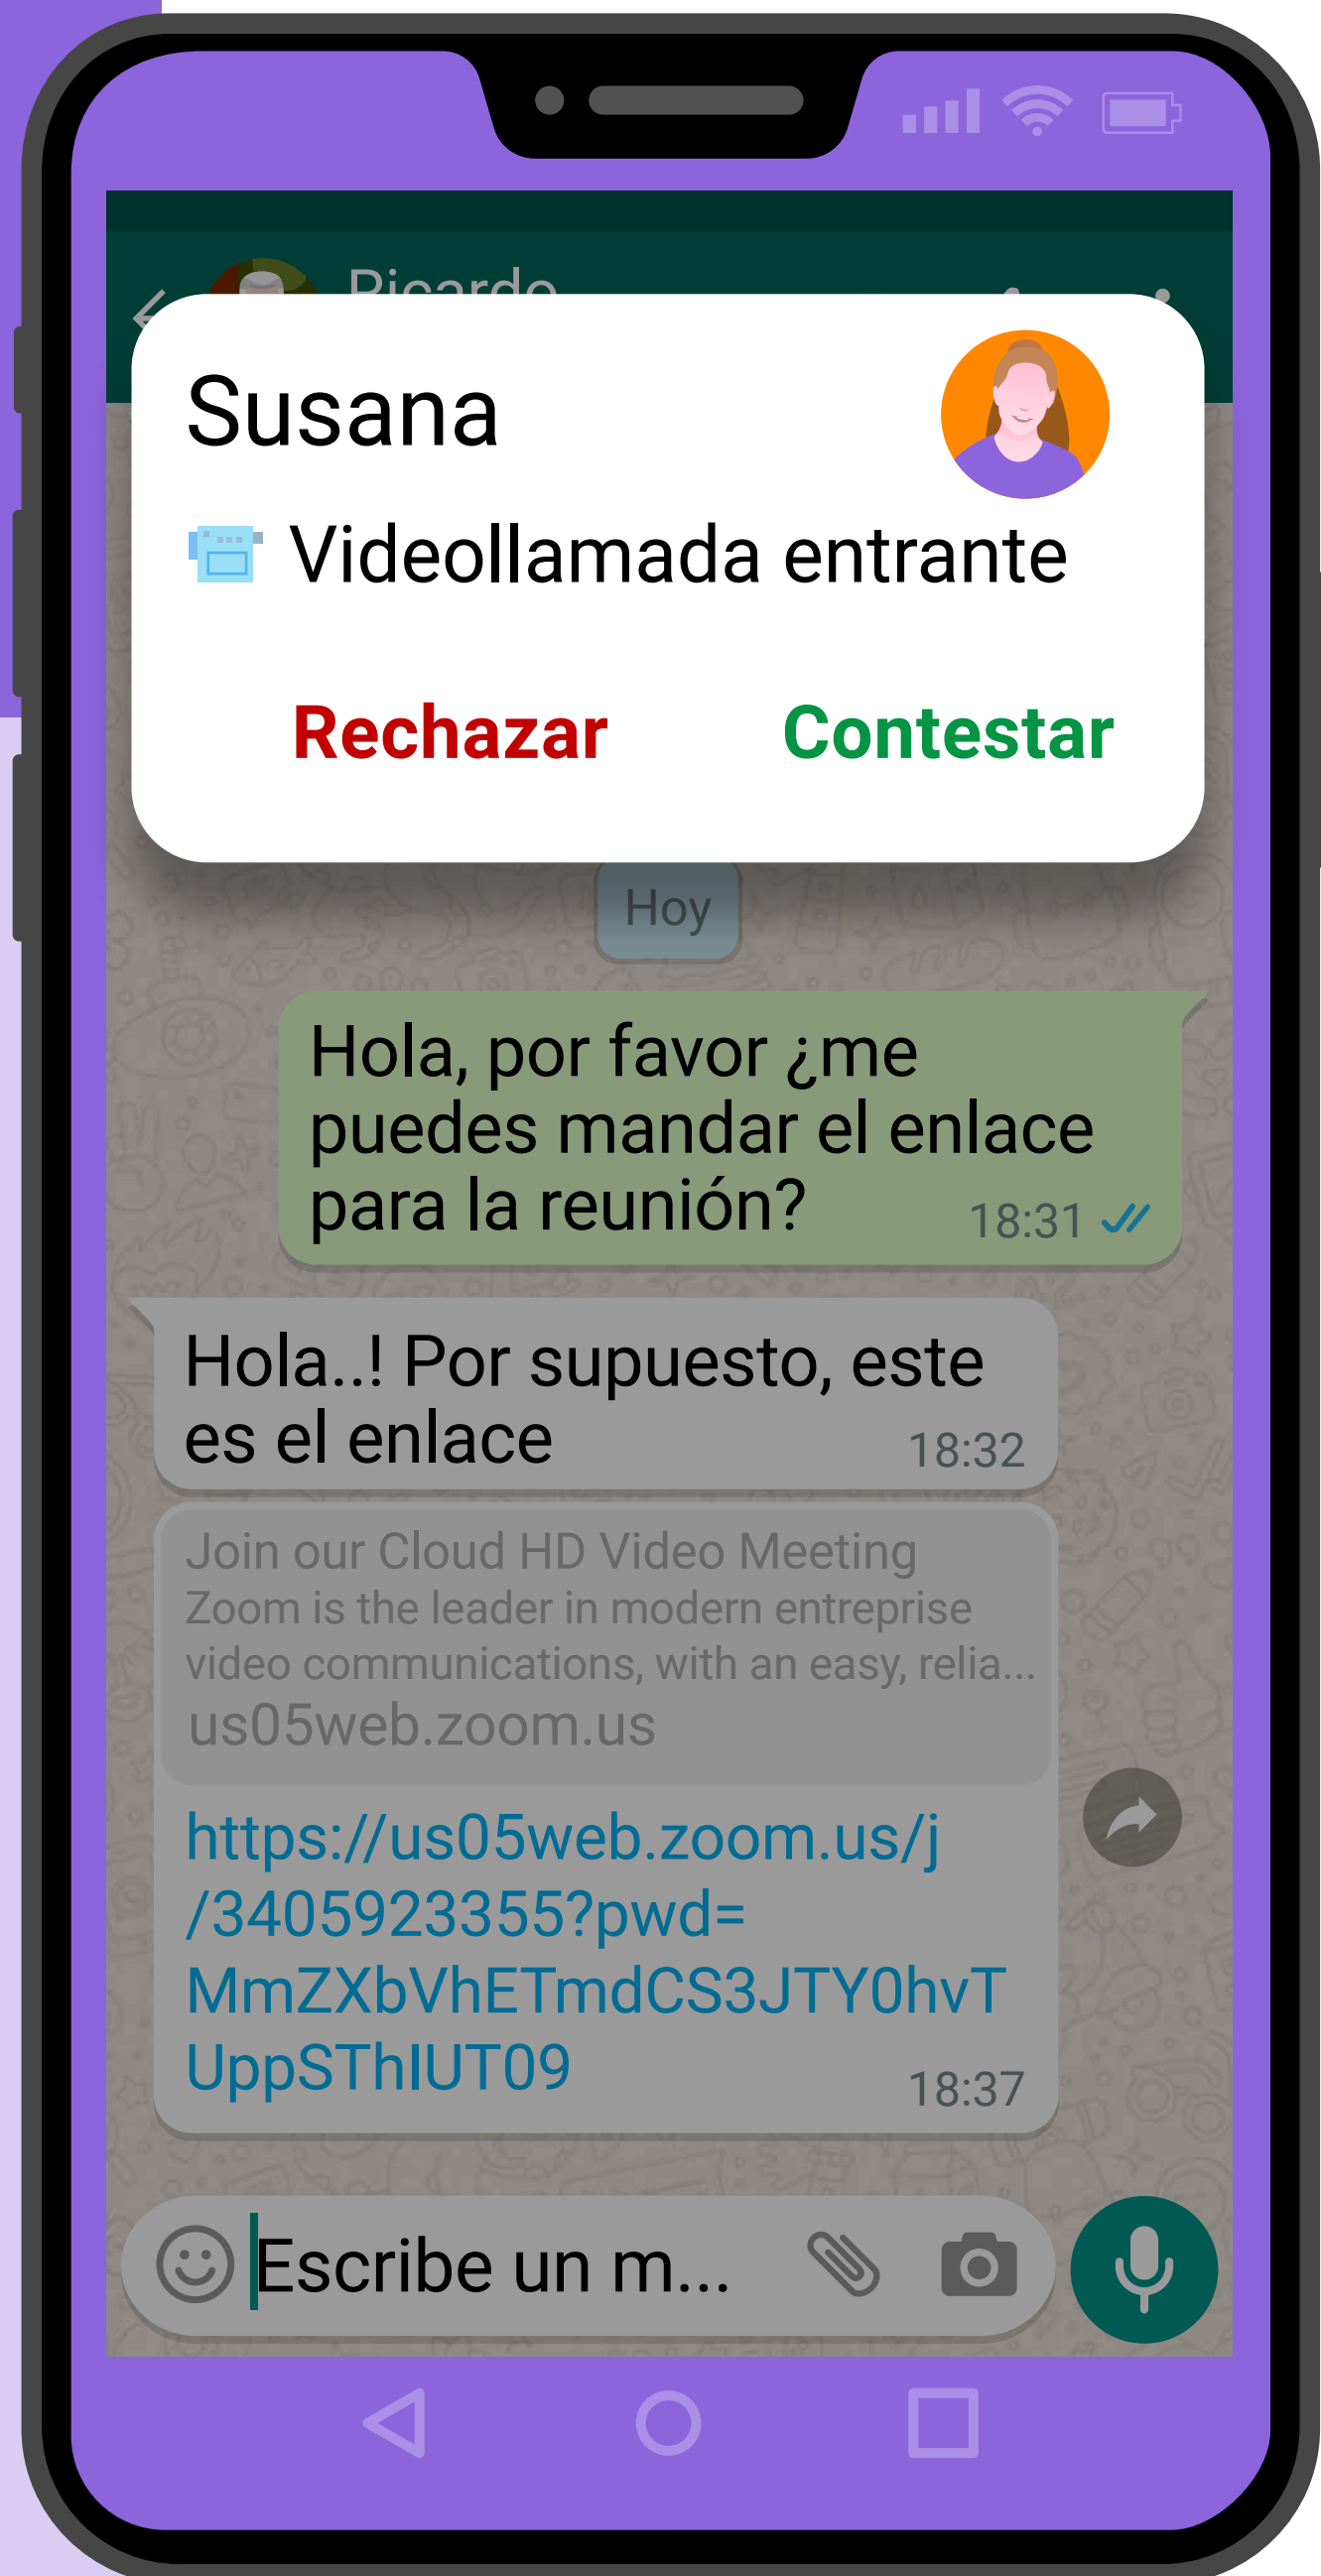 Ricardo
Susana
Videollamada entrante
Rechazar
Contestar
Hoy
Hola, por favor ¿me
puedes mandar el enlace
para la reunión?
18:31
Hola..! Por supuesto, este
es el enlace
18:32
Join our Cloud HD Video Meeting
Zoom is the leader in modern entreprise
video communications, with an easy, relia...
us05web.zoom.us
https://us05web.zoom.us/j
/3405923355?pwd=
MmZXbVhETmdCS3JTY0hvT
UppSThIUT09
18:37
Escribe un m...